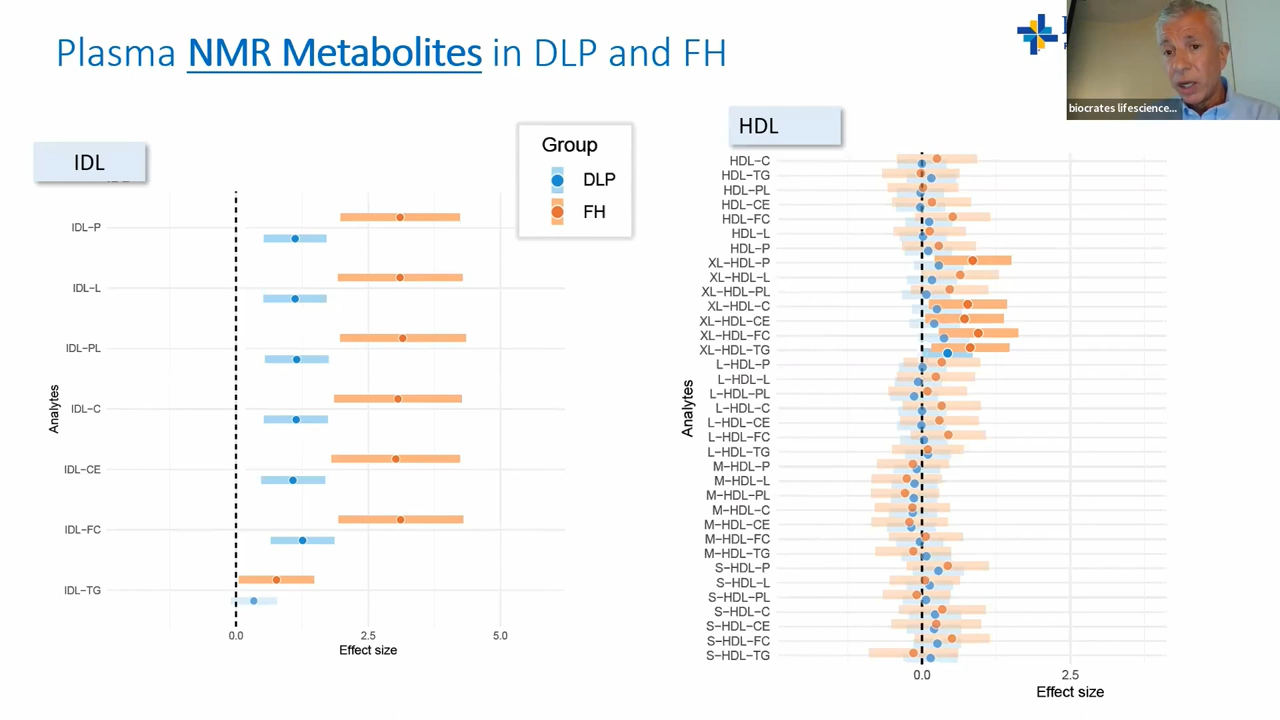 Plasma NMR Metabolites in DLP and FH
biocrates lifescience...
IDL
Group
DLP
FH
IDL-P
IDL-L
IDL-PL
IDL-C
IDL-CE
IDL-FC
IDL-TG
Analytes
0.0 2.5 5.0
Effect size
HDL
HDL-C
HDL-TG
HDL-PL
HDL-CE
HDL-FC
HDL-L
HDL-P
XL-HDL-P
XL-HDL-L
XL-HDL-PL
XL-HDL-C
XL-HDL-CE
XL-HDL-FC
XL-HDL-TG
L-HDL-P
L-HDL-L
L-HDL-PL
L-HDL-C
L-HDL-CE
L-HDL-FC
L-HDL-TG
M-HDL-P
M-HDL-L
M-HDL-PL
M-HDL-C
M-HDL-CE
M-HDL-FC
M-HDL-TG
S-HDL-P
S-HDL-L
S-HDL-PL
S-HDL-C
S-HDL-CE
S-HDL-FC
S-HDL-TG
Analytes
0.0 2.5
Effect size